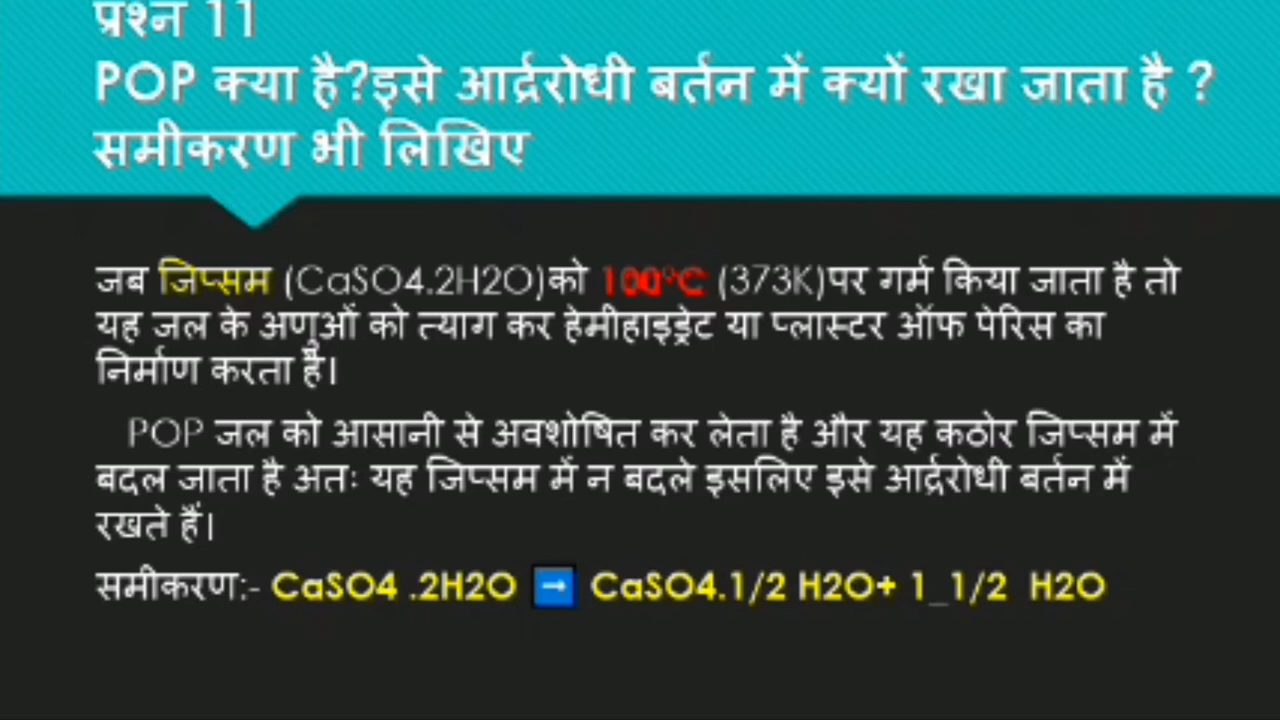 प्रश्न 11
POP क्या है?इसे आर्द्ररोधी बर्तन में क्यों रखा जाता है ?
समीकरण भी लिखिए
जब जिप्सम (CaSO4.2H2O)को 100°C (373K)पर गर्म किया जाता है तो
यह जल के अणुओं को त्याग कर हेमीहाइड्रेट या प्लास्टर ऑफ पेरिस का
निर्माण करता है।
POP जल को आसानी से अवशोषित कर लेता है और यह कठोर जिप्सम में
बदल जाता है अतः यह जिप्सम में न बदले इसलिए इसे आर्द्ररोधी बर्तन में
रखते हैं।
समीकरण:- CaSO4 .2H2O ➡ CaSO4.1/2 H2O+ 1_1/2 H2O